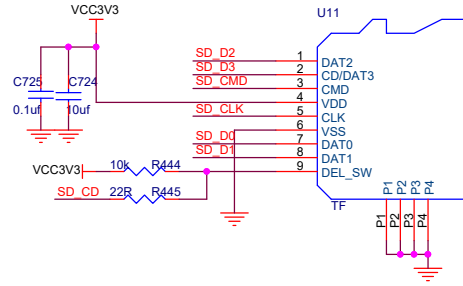 VCC3V3
U11
C725
C724
0.1uf
10uf
SD_D2
1
DAT2
SD_D3
2
CD/DAT3
SD_CMD
3
CMD
4
VDD
SD_CLK
5
CLK
6
VSS
SD_D0
7
DAT0
SD_D1
8
DAT1
9
DEL_SW
VCC3V3
10k
R444
SD_CD
22R
R445
TF
P1
P2
P3
P4
P1
P2
P3
P4